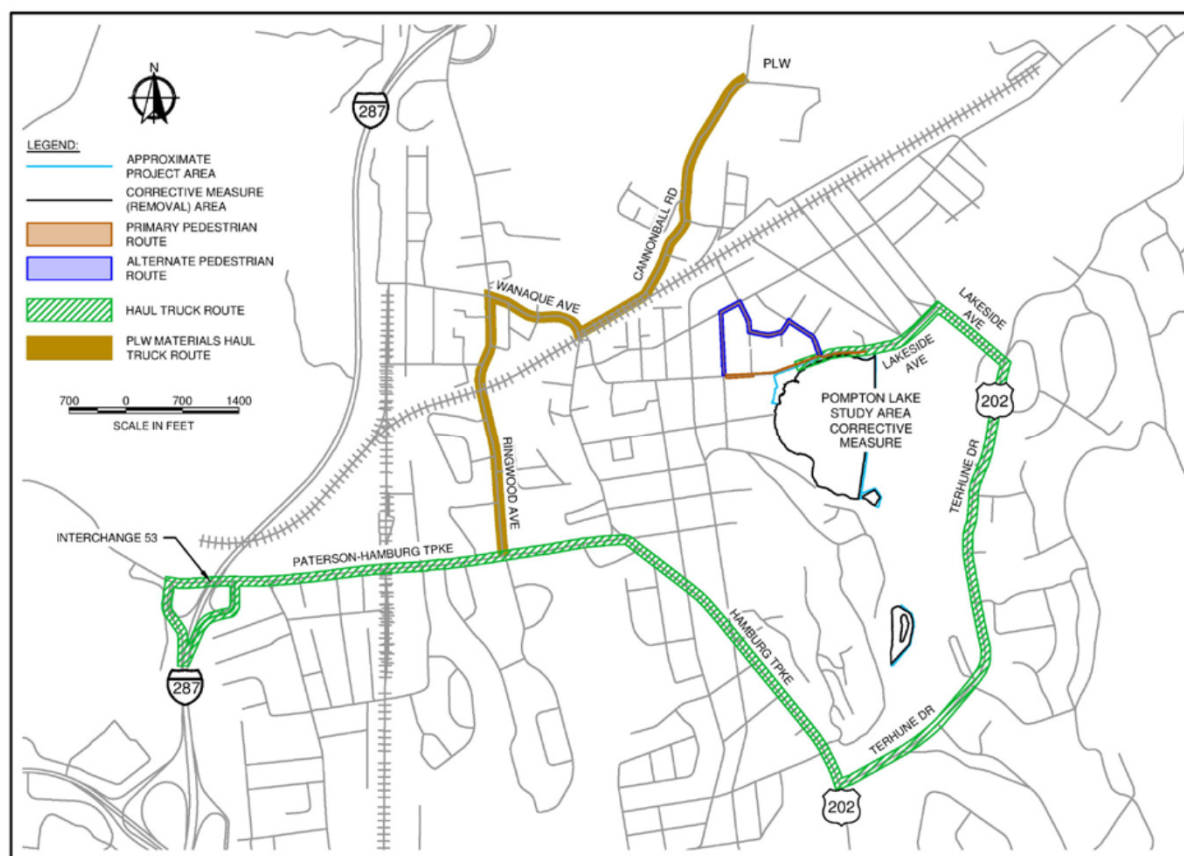 PLW
287
N
LEGEND:
APPROXIMATE
PROJECT AREA
CORRECTIVE MEASURE
(REMOVAL) AREA
PRIMARY PEDESTRIAN
ROUTE
ALTERNATE PEDESTRIAN
ROUTE
HAUL TRUCK ROUTE
PLW MATERIALS HAUL
TRUCK ROUTE
700 0 700 1400
SCALE IN FEET
CANNONBALL RD
WANAQUE AVE
LAKESIDE
AVE
LAKESIDE
AVE
202
POMPTON LAKE
STUDY AREA
CORRECTIVE
MEASURE
TERHUNE DR
RINGWOOD AVE
INTERCHANGE 53
PATERSON-HAMBURG TPKE
HAMBURG TPKE
287
TERHUNE DR
202